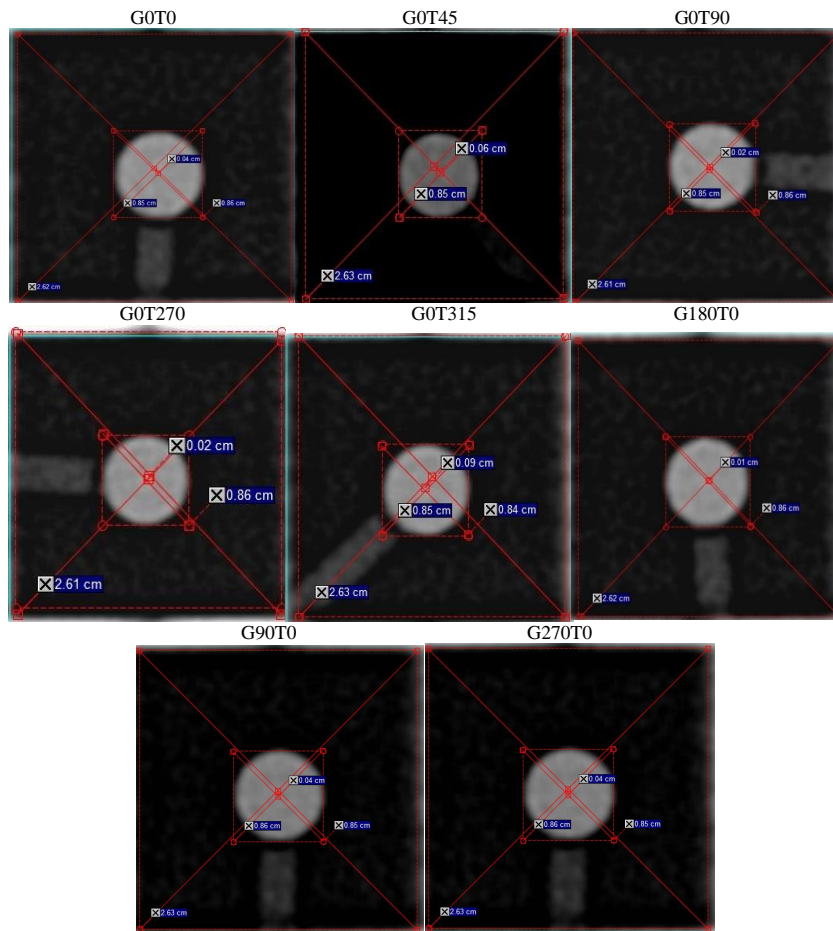 G0T0 G0T45 G0T90
0.04 cm
0.85 cm 0.86 cm
2.62 cm
0.06 cm
0.85 cm
2.63 cm
0.02 cm
0.85 cm 0.86 cm
2.61 cm
G0T270 G0T315 G180T0
0.02 cm
0.86 cm
2.61 cm
0.09 cm
0.85 cm 0.84 cm
2.63 cm
0.01 cm
0.86 cm
2.62 cm
G90T0 G270T0
0.04 cm
0.86 cm 0.85 cm
2.63 cm
0.04 cm
0.86 cm 0.85 cm
2.63 cm